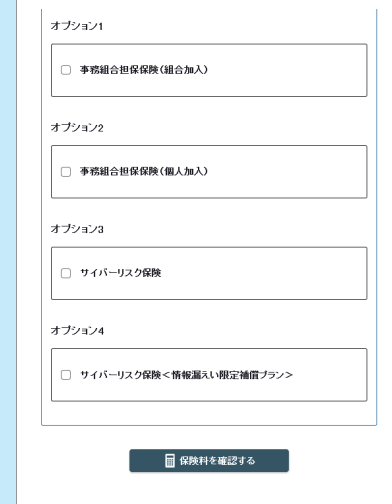 オプション1
事務組合担保保険（組合加入）
オプション2
事務組合担保保険（個人加入）
オプション3
サイバーリスク保険
オプション4
サイバーリスク保険＜情報漏えい限定補償プラン＞
保険料を確認する